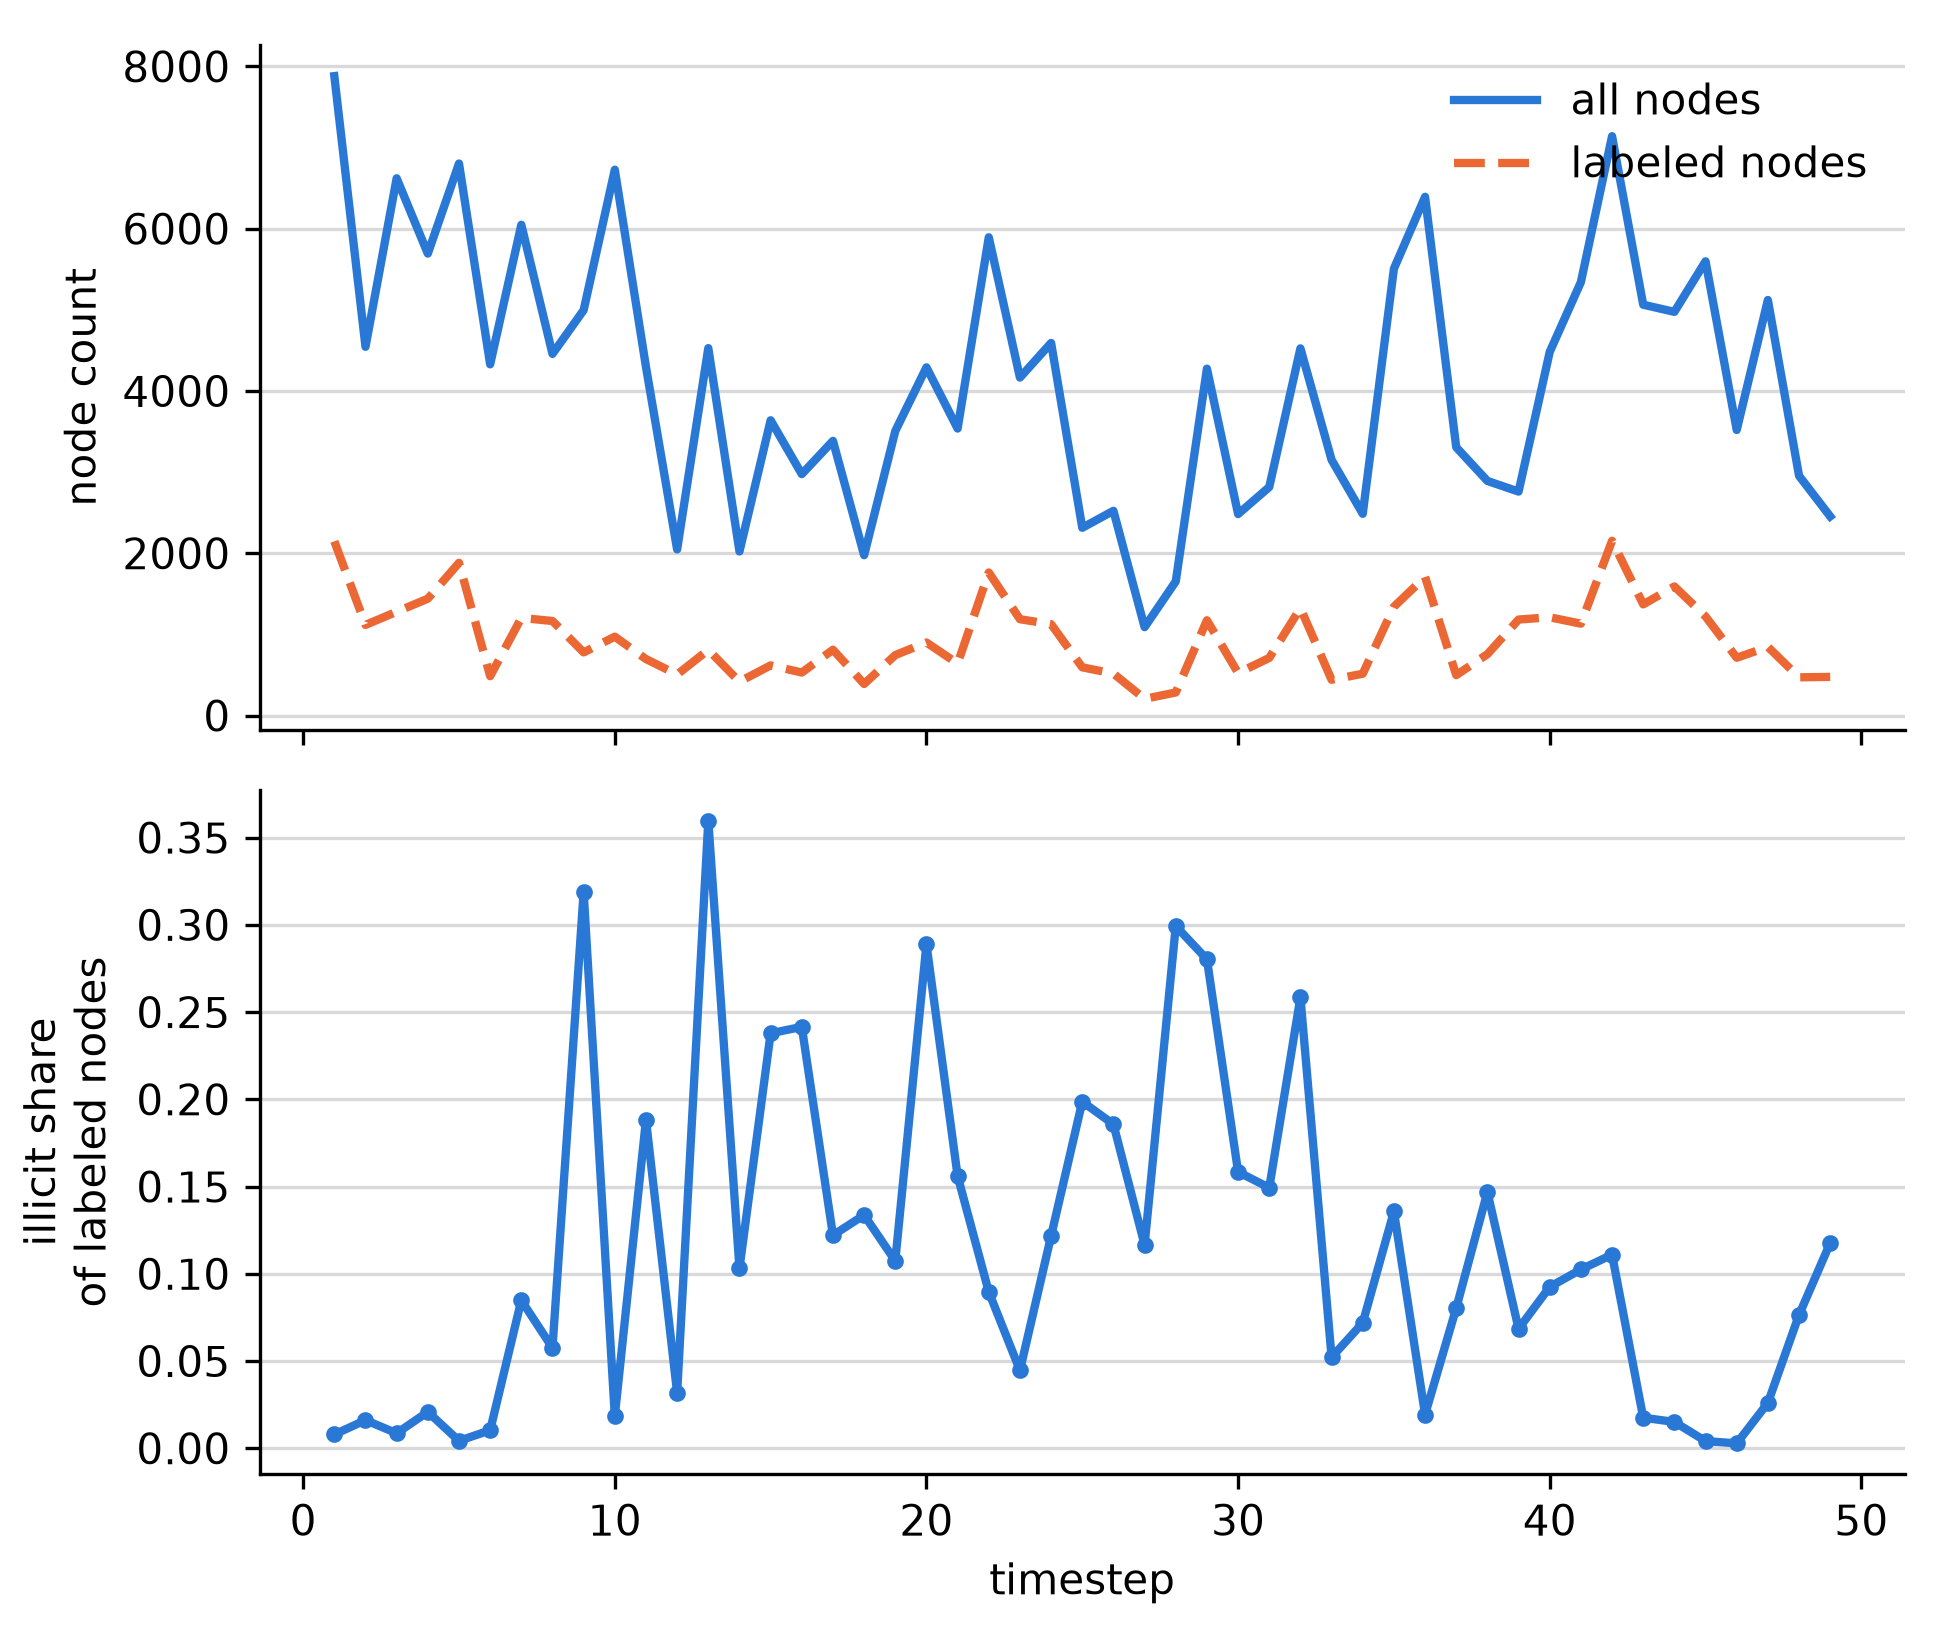 8000
6000
4000
2000
0
node count
all nodes
labeled nodes
0.35
0.30
0.25
0.20
0.15
0.10
0.05
0.00
illicit share
of labeled nodes
0 10 20 30 40 50
timestep